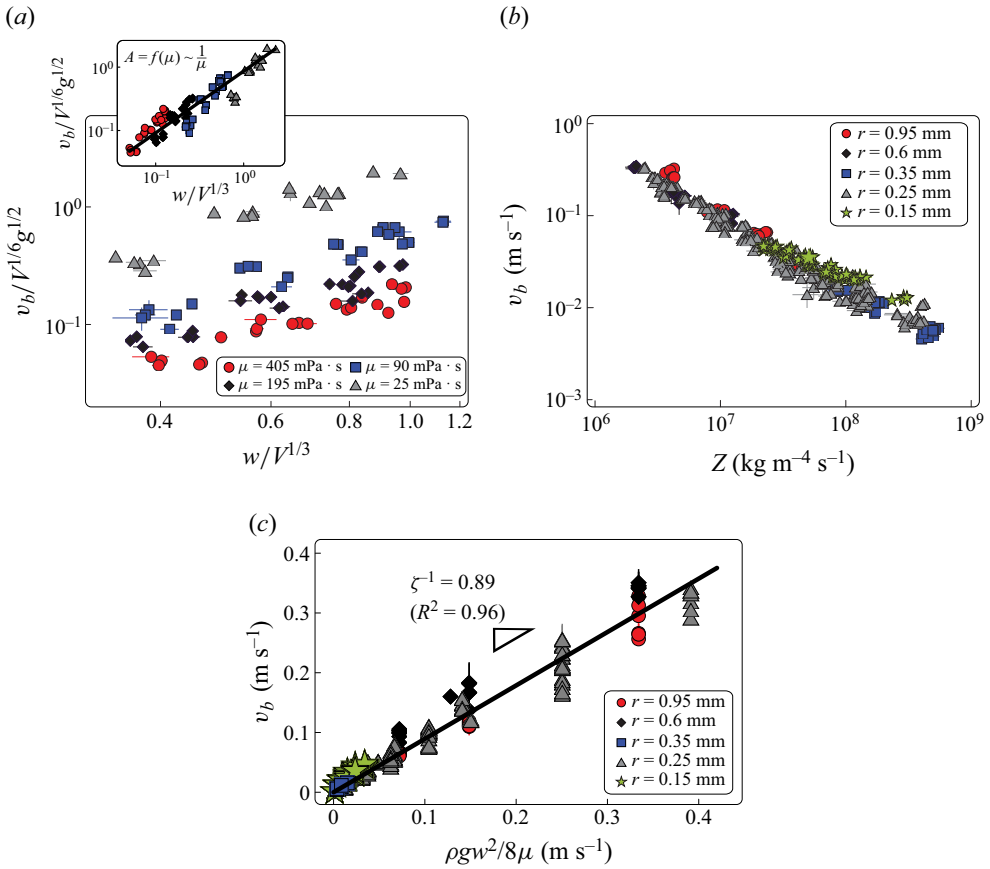 (a)
v_b/V^{1/6}g^{1/2}
A = f(μ) ~ 1/μ
10^0
10^{–1}
10^{–1}
10^0
w/V^{1/3}
v_b/V^{1/6}g^{1/2}
10^0
10^{–1}
μ = 405 mPa · s
μ = 90 mPa · s
μ = 195 mPa · s
μ = 25 mPa · s
0.4
0.6
0.8
1.0
1.2
w/V^{1/3}
(b)
v_b (m s^{–1})
10^0
10^{–1}
10^{–2}
10^{–3}
r = 0.95 mm
r = 0.6 mm
r = 0.35 mm
r = 0.25 mm
r = 0.15 mm
10^6
10^7
10^8
10^9
Z (kg m^{–4} s^{–1})
(c)
v_b (m s^{–1})
0.4
0.3
0.2
0.1
0
ζ^{–1} = 0.89
(R^2 = 0.96)
r = 0.95 mm
r = 0.6 mm
r = 0.35 mm
r = 0.25 mm
r = 0.15 mm
0
0.1
0.2
0.3
0.4
ρgw^2/8μ (m s^{–1})